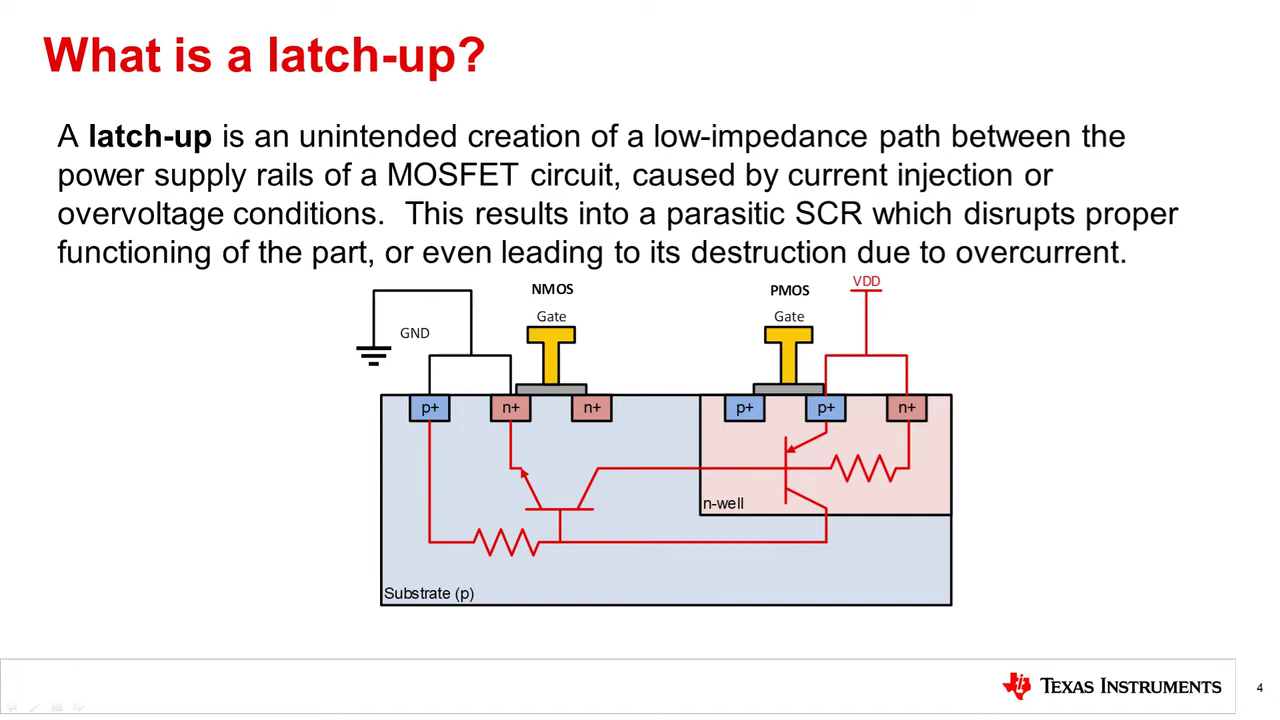 What is a latch-up?
A latch-up is an unintended creation of a low-impedance path between the
power supply rails of a MOSFET circuit, caused by current injection or
overvoltage conditions.  This results into a parasitic SCR which disrupts proper
functioning of the part, or even leading to its destruction due to overcurrent.
NMOS
PMOS
VDD
Gate
Gate
GND
p+
n+
n+
p+
p+
n+
n-well
Substrate (p)
TEXAS INSTRUMENTS
4